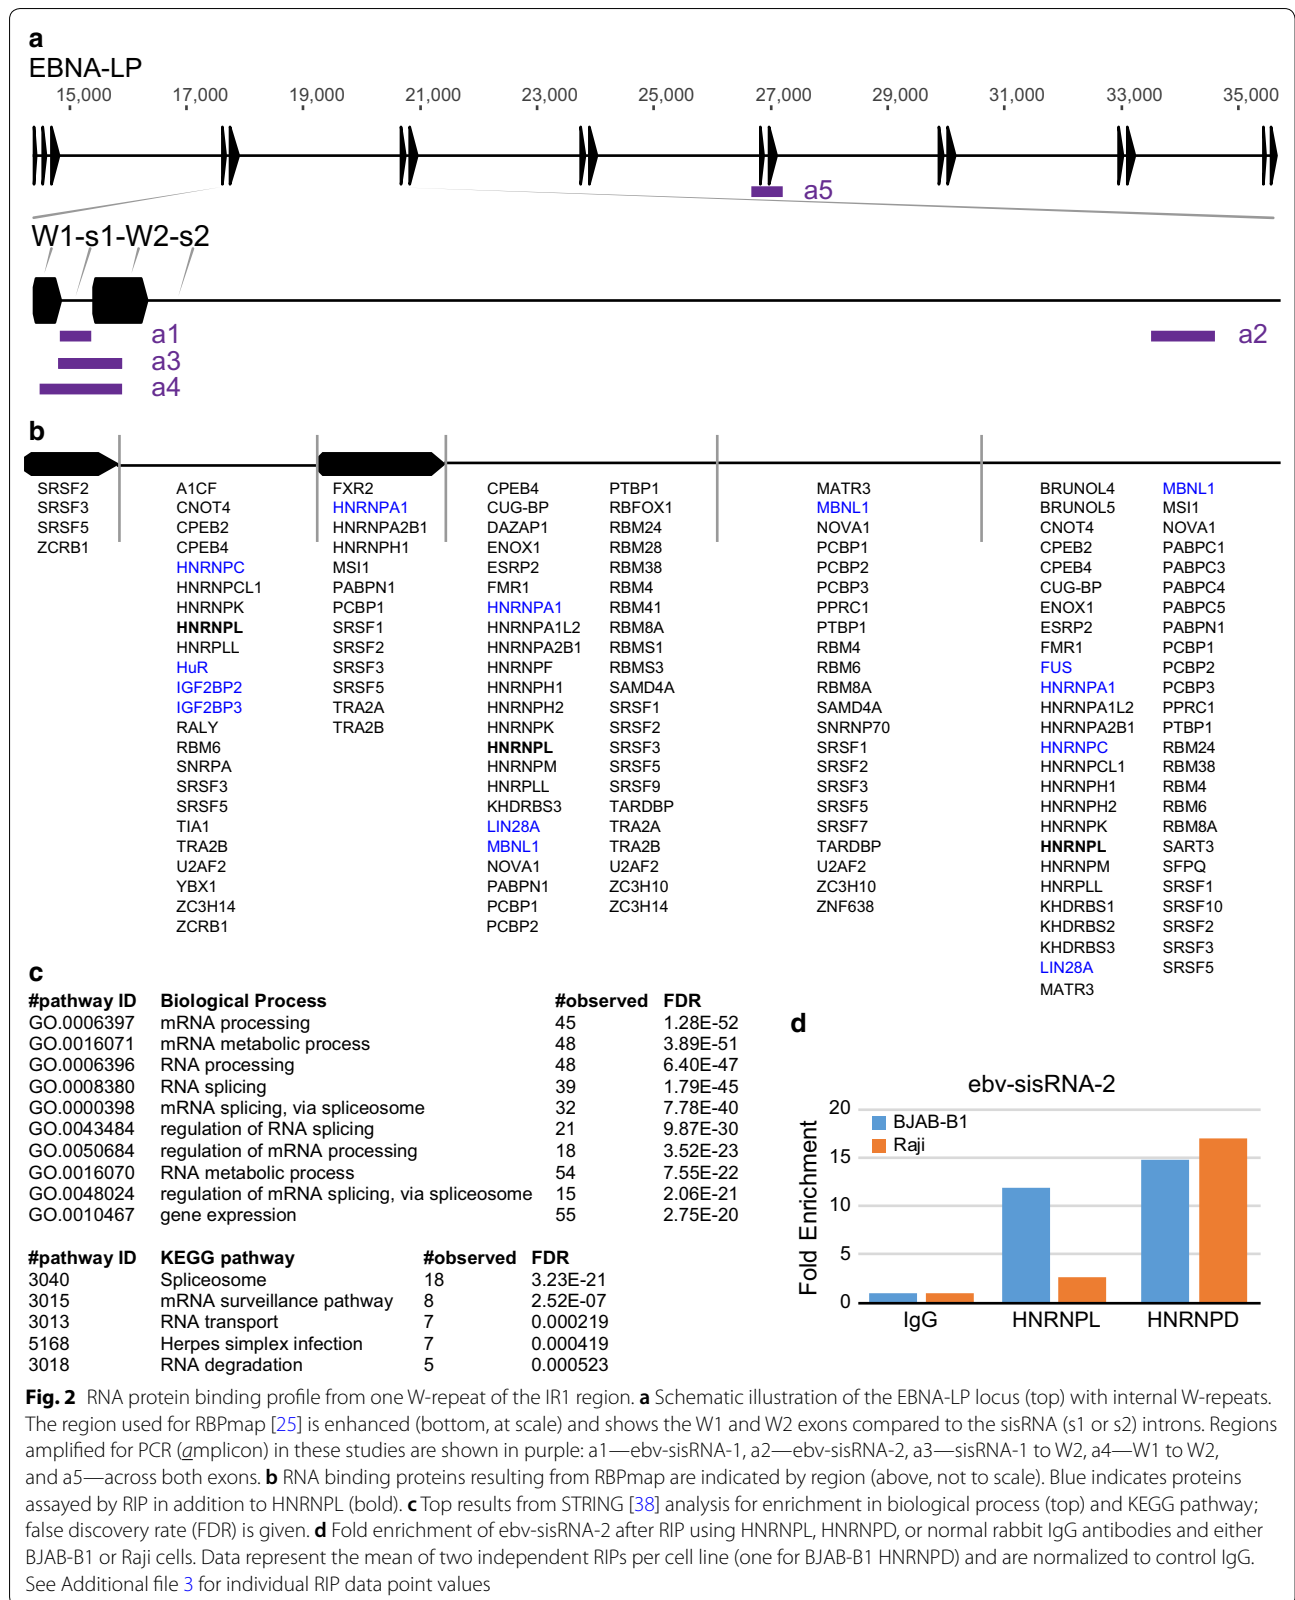 a
EBNA-LP
15,000 17,000 19,000 21,000 23,000 25,000 27,000 29,000 31,000 33,000 35,000
a5
W1-s1-W2-s2
a1 a2
a3
a4
b
SRSF2
SRSF3
SRSF5
ZCRB1
A1CF
CNOT4
CPEB2
CPEB4
HNRNPC
HNRNPCL1
HNRNPK
HNRNPL
HNRPLL
HuR
IGF2BP2
IGF2BP3
RALY
RBM6
SNRPA
SRSF3
SRSF5
TIA1
TRA2B
U2AF2
YBX1
ZC3H14
ZCRB1
FXR2
HNRNPA1
HNRNPA2B1
HNRNPH1
MSI1
PABPN1
PCBP1
SRSF1
SRSF2
SRSF3
SRSF5
TRA2A
TRA2B
CPEB4
CUG-BP
DAZAP1
ENOX1
ESRP2
FMR1
HNRNPA1
HNRNPA1L2
HNRNPA2B1
HNRNPF
HNRNPH1
HNRNPH2
HNRNPK
HNRNPL
HNRNPM
HNRPLL
KHDRBS3
LIN28A
MBNL1
NOVA1
PABPN1
PCBP1
PCBP2
PTBP1
RBFOX1
RBM24
RBM28
RBM38
RBM4
RBM41
RBM8A
RBMS1
RBMS3
SAMD4A
SRSF1
SRSF2
SRSF3
SRSF5
SRSF9
TARDBP
TRA2A
TRA2B
U2AF2
ZC3H10
ZC3H14
MATR3
MBNL1
NOVA1
PCBP1
PCBP2
PCBP3
PPRC1
PTBP1
RBM4
RBM6
RBM8A
SAMD4A
SNRNP70
SRSF1
SRSF2
SRSF3
SRSF5
SRSF7
TARDBP
U2AF2
ZC3H10
ZNF638
BRUNOL4
BRUNOL5
CNOT4
CPEB2
CPEB4
CUG-BP
ENOX1
ESRP2
FMR1
FUS
HNRNPA1
HNRNPA1L2
HNRNPA2B1
HNRNPC
HNRNPCL1
HNRNPH1
HNRNPH2
HNRNPK
HNRNPL
HNRNPM
HNRPLL
KHDRBS1
KHDRBS2
KHDRBS3
LIN28A
MATR3
MBNL1
MSI1
NOVA1
PABPC1
PABPC3
PABPC4
PABPC5
PABPN1
PCBP1
PCBP2
PCBP3
PPRC1
PTBP1
RBM24
RBM38
RBM4
RBM6
RBM8A
SART3
SFPQ
SRSF1
SRSF10
SRSF2
SRSF3
SRSF5
c
#pathway ID Biological Process #observed FDR
GO.0006397 mRNA processing 45 1.28E-52
GO.0016071 mRNA metabolic process 48 3.89E-51
GO.0006396 RNA processing 48 6.40E-47
GO.0008380 RNA splicing 39 1.79E-45
GO.0000398 mRNA splicing, via spliceosome 32 7.78E-40
GO.0043484 regulation of RNA splicing 21 9.87E-30
GO.0050684 regulation of mRNA processing 18 3.52E-23
GO.0016070 RNA metabolic process 54 7.55E-22
GO.0048024 regulation of mRNA splicing, via spliceosome 15 2.06E-21
GO.0010467 gene expression 55 2.75E-20
#pathway ID KEGG pathway #observed FDR
3040 Spliceosome 18 3.23E-21
3015 mRNA surveillance pathway 8 2.52E-07
3013 RNA transport 7 0.000219
5168 Herpes simplex infection 7 0.000419
3018 RNA degradation 5 0.000523
d
ebv-sisRNA-2
Fold Enrichment
20
15
10
5
0
BJAB-B1
Raji
IgG HNRNPL HNRNPD
Fig. 2 RNA protein binding profile from one W-repeat of the IR1 region. a Schematic illustration of the EBNA-LP locus (top) with internal W-repeats.
The region used for RBPmap [25] is enhanced (bottom, at scale) and shows the W1 and W2 exons compared to the sisRNA (s1 or s2) introns. Regions
amplified for PCR (amplicon) in these studies are shown in purple: a1—ebv-sisRNA-1, a2—ebv-sisRNA-2, a3—sisRNA-1 to W2, a4—W1 to W2,
and a5—across both exons. b RNA binding proteins resulting from RBPmap are indicated by region (above, not to scale). Blue indicates proteins
assayed by RIP in addition to HNRNPL (bold). c Top results from STRING [38] analysis for enrichment in biological process (top) and KEGG pathway;
false discovery rate (FDR) is given. d Fold enrichment of ebv-sisRNA-2 after RIP using HNRNPL, HNRNPD, or normal rabbit IgG antibodies and either
BJAB-B1 or Raji cells. Data represent the mean of two independent RIPs per cell line (one for BJAB-B1 HNRNPD) and are normalized to control IgG.
See Additional file 3 for individual RIP data point values